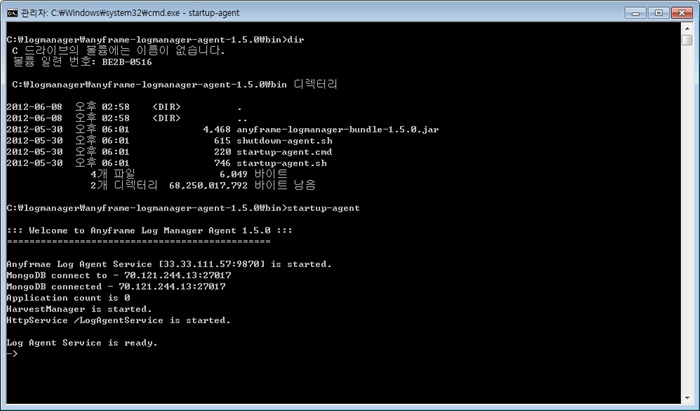 관리자: C:₩Windows₩system32₩cmd.exe - startup-agent
C:₩logmanager₩anyframe-logmanager-agent-1.5.0₩bin>dir
C 드라이브의 볼륨에는 이름이 없습니다.
볼륨 일련 번호: BE2B-0516
C:₩logmanager₩anyframe-logmanager-agent-1.5.0₩bin 디렉터리
2012-06-08 오후 02:58 <DIR> .
2012-06-08 오후 02:58 <DIR> ..
2012-05-30 오후 06:01 4,468 anyframe-logmanager-bundle-1.5.0.jar
2012-05-30 오후 06:01 615 shutdown-agent.sh
2012-05-30 오후 06:01 220 startup-agent.cmd
2012-05-30 오후 06:01 746 startup-agent.sh
4개 파일 6,049 바이트
2개 디렉터리 68,250,017,792 바이트 남음
C:₩logmanager₩anyframe-logmanager-agent-1.5.0₩bin>startup-agent
::: Welcome to Anyframe Log Manager Agent 1.5.0 :::
===============================================
Anyfrmae Log Agent Service [33.33.111.57:9870] is started.
MongoDB connect to - 70.121.244.13:27017
MongoDB connected - 70.121.244.13:27017
Application count is 0
HarvestManager is started.
HttpService /LogAgentService is started.
Log Agent Service is ready.
->